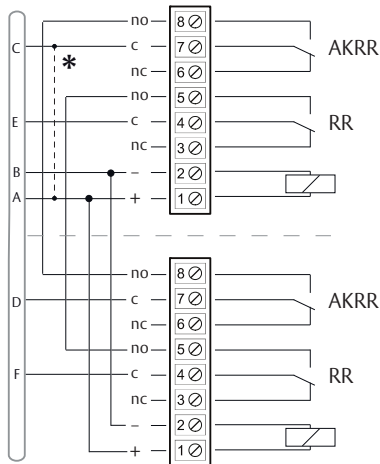 no 8
C c 7 AKRR
* nc 6
no 5
E c 4 RR
nc 3
B - 2
A + 1
no 8
D c 7 AKRR
nc 6
no 5
F c 4 RR
nc 3
- 2
+ 1